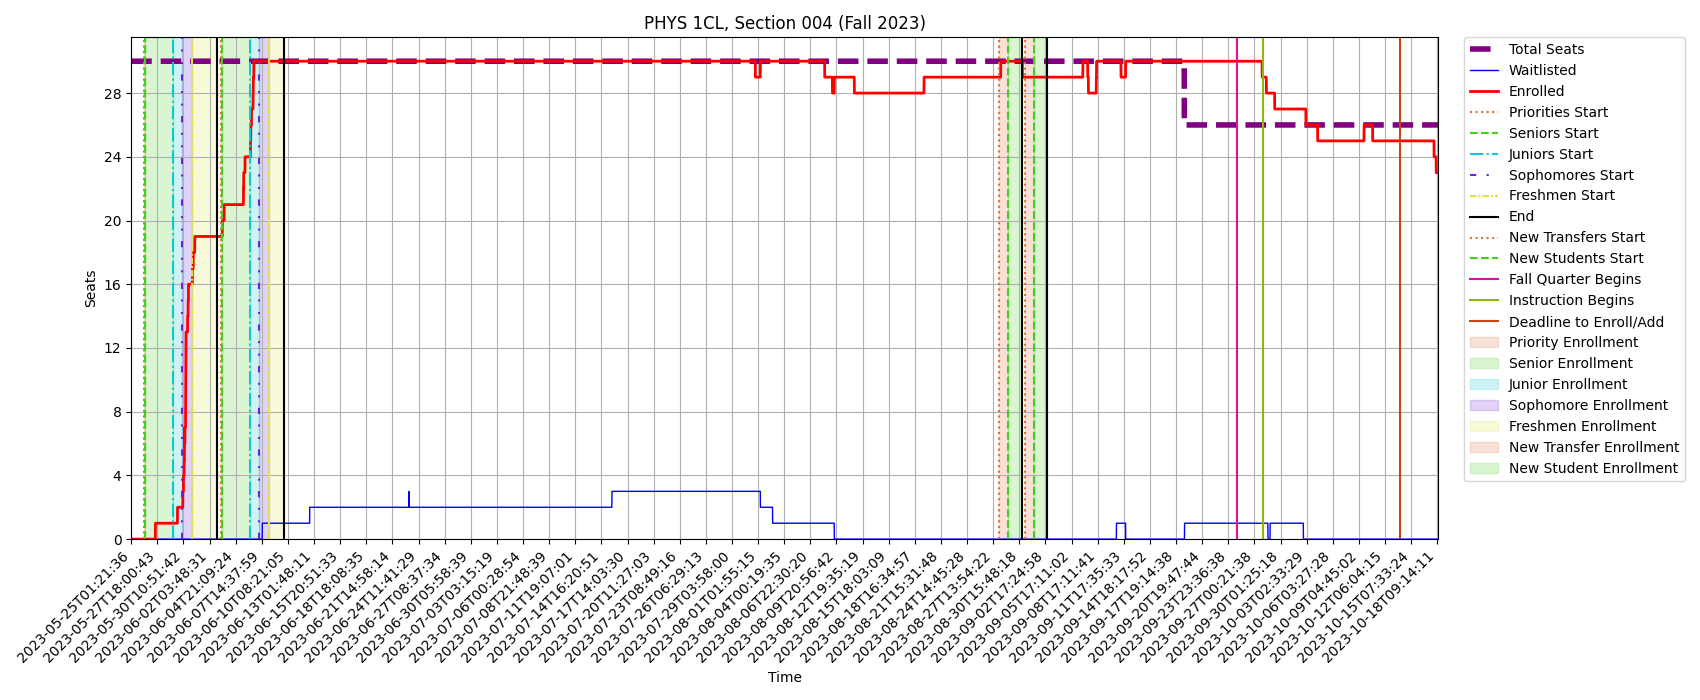 PHYS 1CL, Section 004 (Fall 2023)
Seats
28
24
20
16
12
8
4
0
2023-05-25T01:21:36
2023-05-27T18:00:43
2023-05-30T10:51:42
2023-06-02T03:48:31
2023-06-04T21:09:24
2023-06-07T14:37:59
2023-06-10T08:21:05
2023-06-13T01:48:11
2023-06-15T20:51:33
2023-06-18T18:08:35
2023-06-21T14:58:14
2023-06-24T11:41:29
2023-06-27T08:37:34
2023-06-30T05:58:39
2023-07-03T03:15:19
2023-07-06T00:28:54
2023-07-08T21:48:39
2023-07-11T19:07:01
2023-07-14T16:20:51
2023-07-17T14:03:30
2023-07-20T11:27:03
2023-07-23T08:49:16
2023-07-26T06:29:13
2023-07-29T03:58:00
2023-08-01T01:55:15
2023-08-04T00:19:35
2023-08-06T22:30:20
2023-08-09T20:56:42
2023-08-12T19:35:19
2023-08-15T18:03:09
2023-08-18T16:34:57
2023-08-21T15:31:48
2023-08-24T14:45:28
2023-08-27T13:54:22
2023-08-30T15:48:18
2023-09-02T17:24:58
2023-09-05T17:11:02
2023-09-08T17:11:41
2023-09-11T17:35:33
2023-09-14T18:17:52
2023-09-17T19:14:38
2023-09-20T19:47:44
2023-09-23T23:36:38
2023-09-27T00:21:38
2023-09-30T01:25:18
2023-10-03T02:33:29
2023-10-06T03:27:28
2023-10-09T04:45:02
2023-10-12T06:04:15
2023-10-15T07:33:24
2023-10-18T09:14:11
Time
Total Seats
Waitlisted
Enrolled
Priorities Start
Seniors Start
Juniors Start
Sophomores Start
Freshmen Start
End
New Transfers Start
New Students Start
Fall Quarter Begins
Instruction Begins
Deadline to Enroll/Add
Priority Enrollment
Senior Enrollment
Junior Enrollment
Sophomore Enrollment
Freshmen Enrollment
New Transfer Enrollment
New Student Enrollment